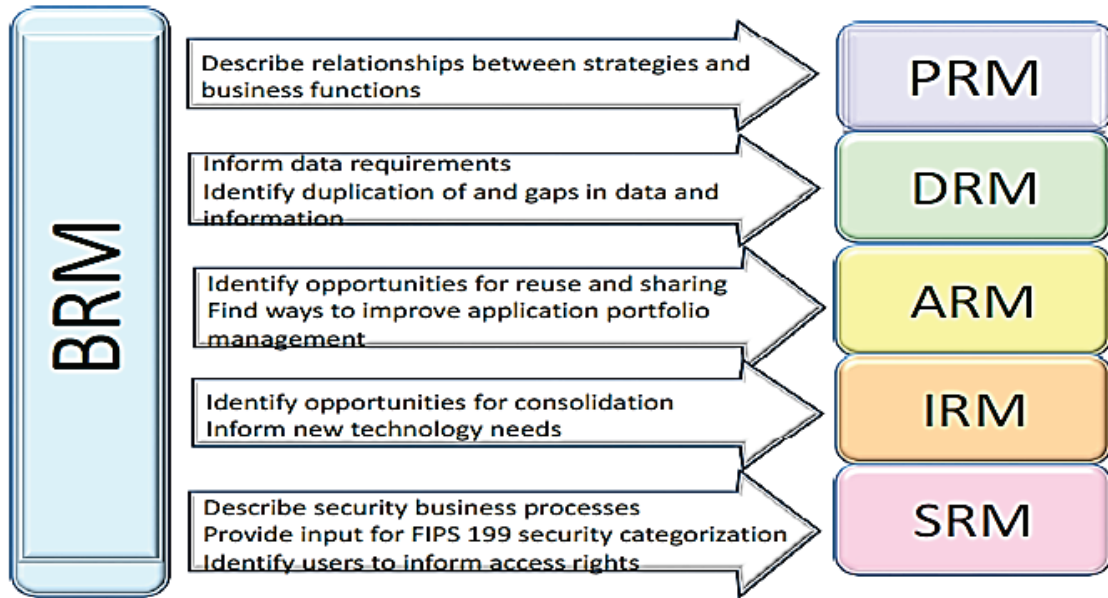 BRM
Describe relationships between strategies and
business functions
PRM
Inform data requirements
Identify duplication of and gaps in data and
information
DRM
Identify opportunities for reuse and sharing
Find ways to improve application portfolio
management
ARM
Identify opportunities for consolidation
Inform new technology needs
IRM
Describe security business processes
Provide input for FIPS 199 security categorization
Identify users to inform access rights
SRM